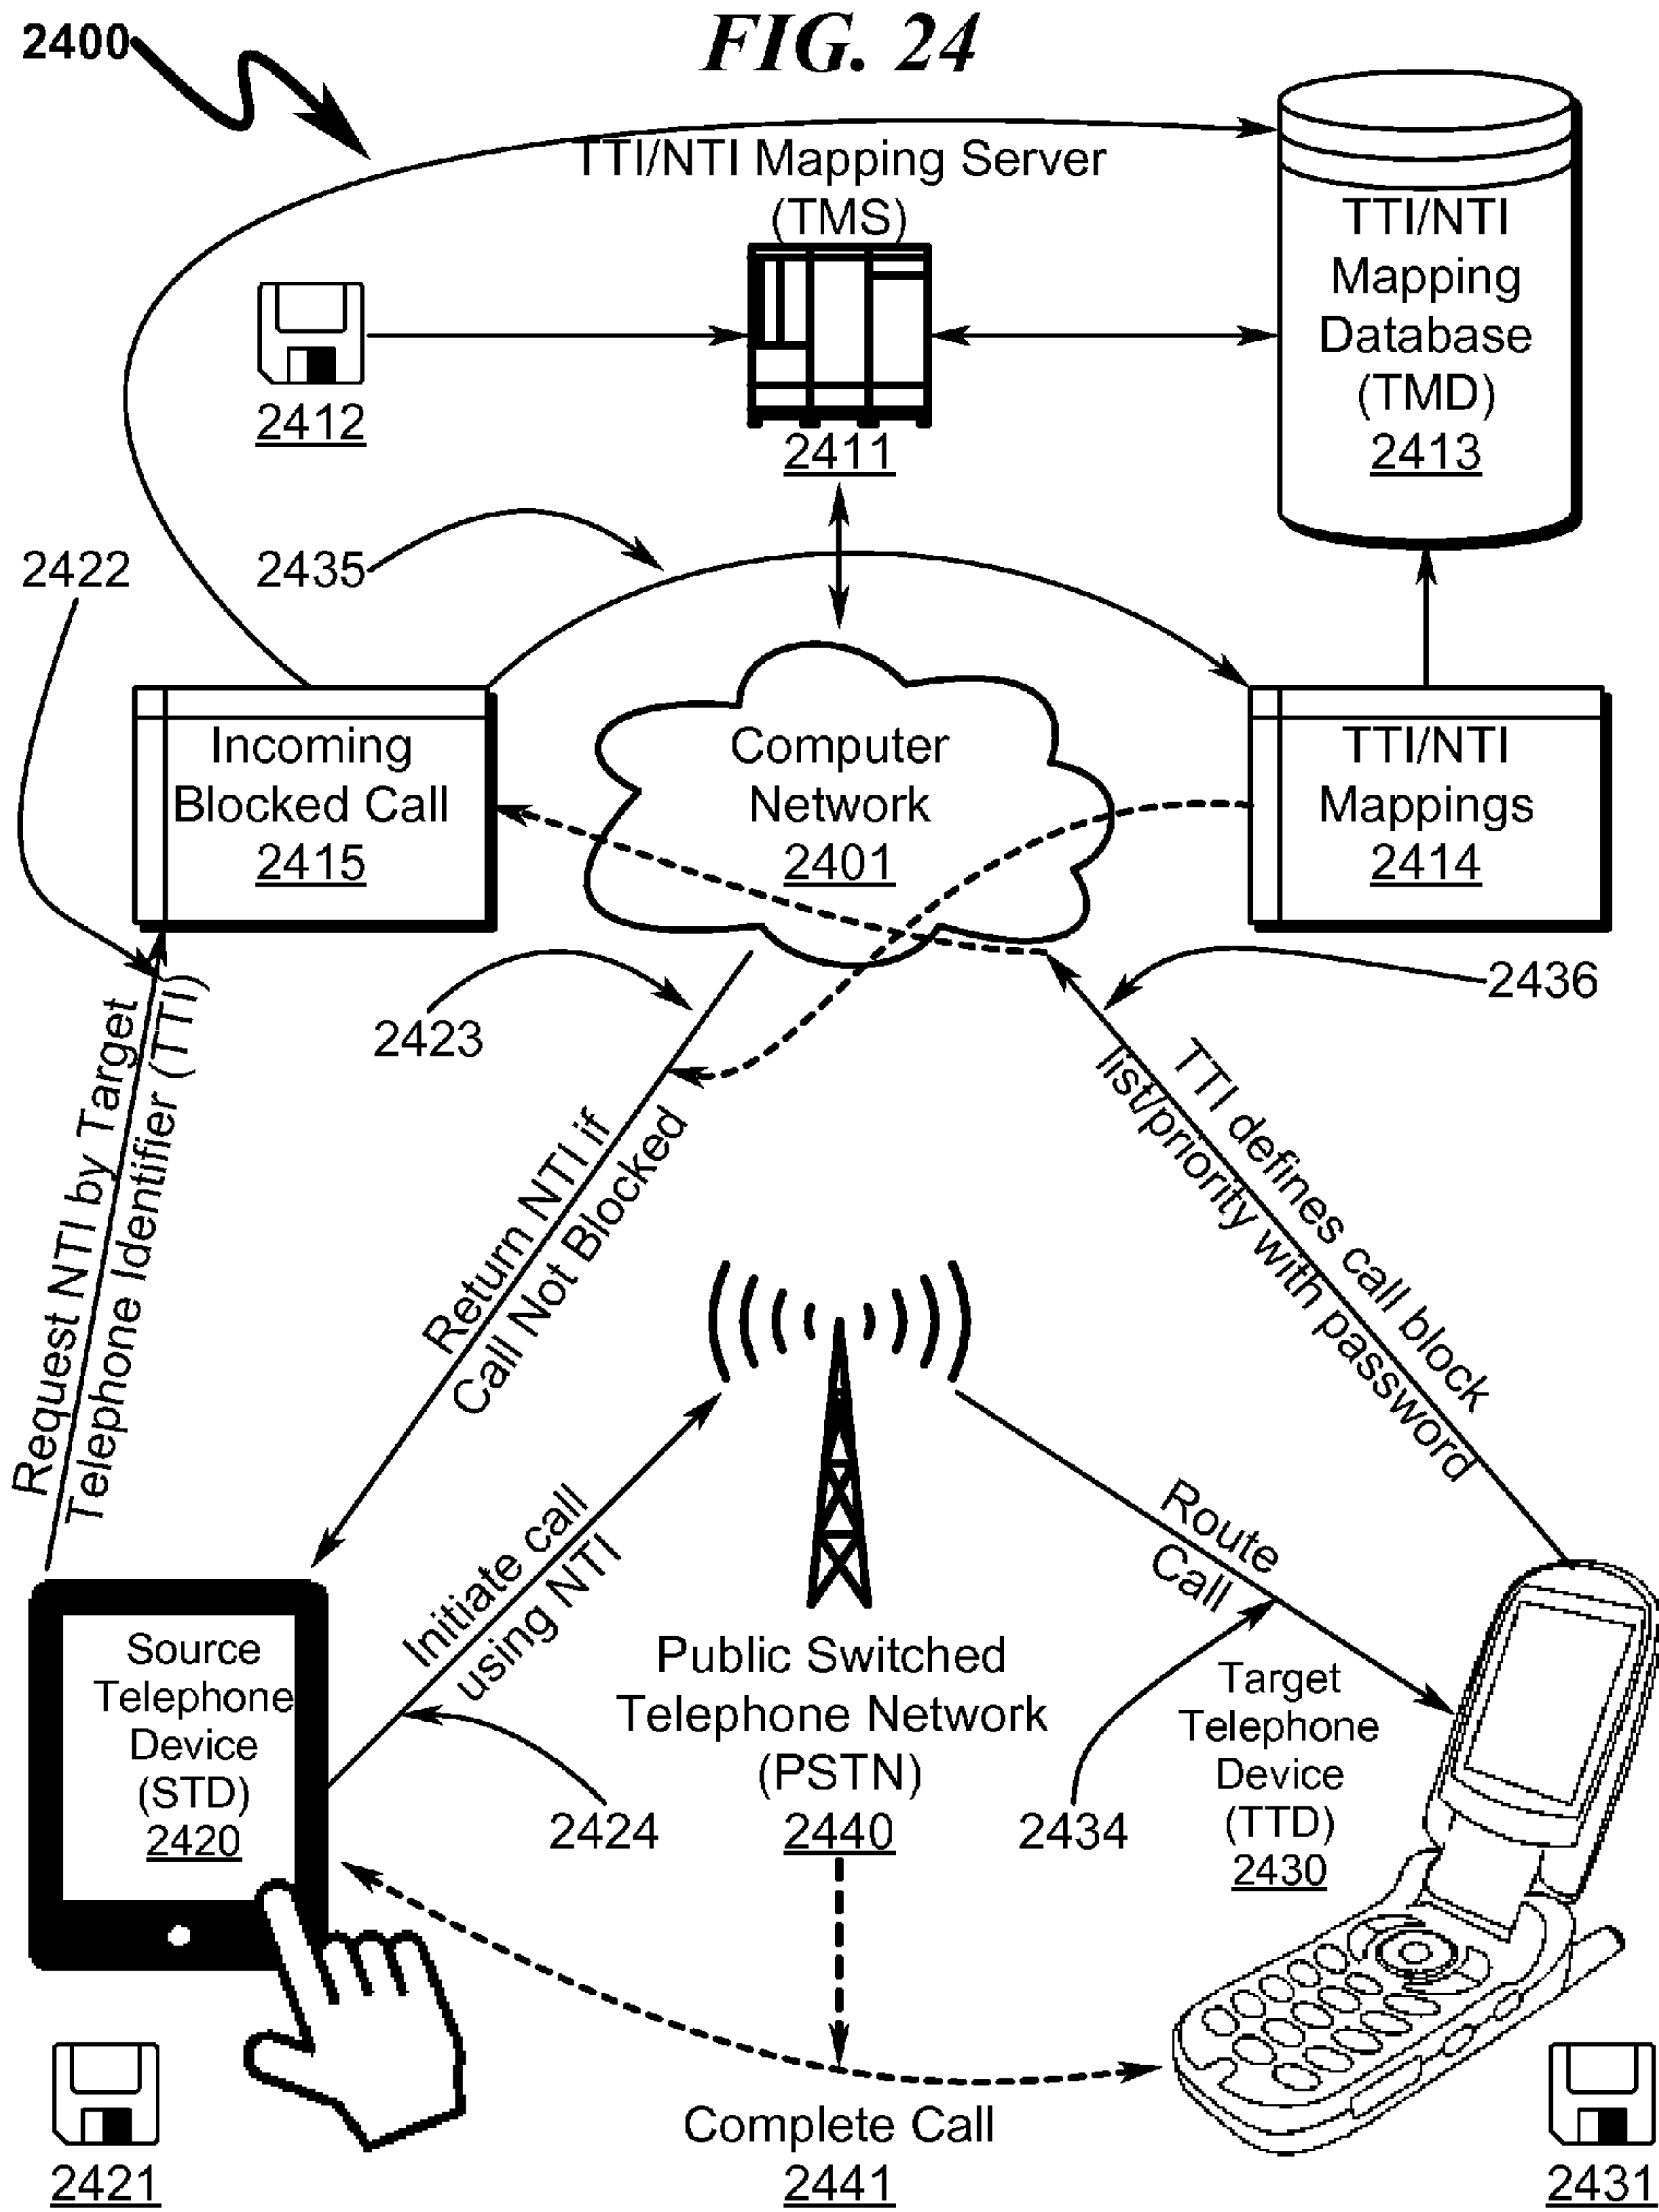 2400
FIG. 24
TTI/NTI Mapping Server
(TMS)
TTI/NTI
Mapping
Database
(TMD)
2413
2412
2411
2422
2435
Incoming
Blocked Call
2415
Computer
Network
2401
TTI/NTI
Mappings
2414
2423
2436
Request NTI by Target
Telephone Identifier (TTI)
Return NTI if
Call Not Blocked
TTI defines call block
list/priority with password
Initiate call
using NTI
Route
Call
Source
Telephone
Device
(STD)
2420
Public Switched
Telephone Network
(PSTN)
2440
Target
Telephone
Device
(TTD)
2430
2424
2434
Complete Call
2441
2421
2431